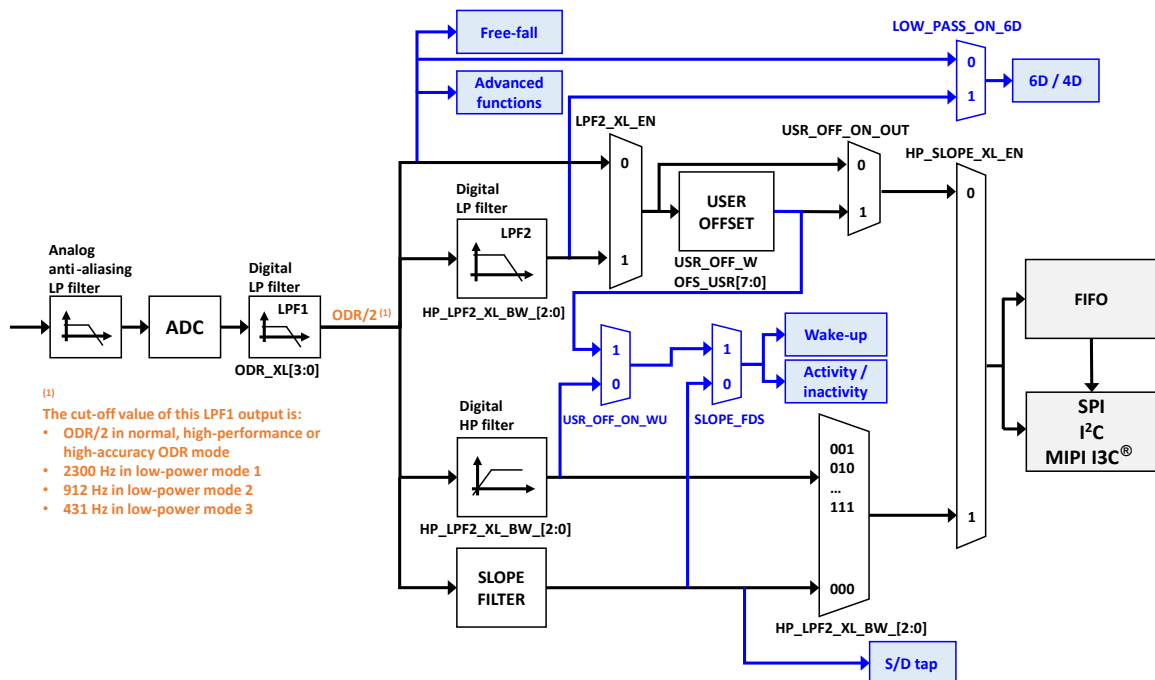 Free-fall
LOW_PASS_ON_6D
0
1
6D / 4D
Advanced
functions
LPF2_XL_EN
0
1
USR_OFF_ON_OUT
0
1
HP_SLOPE_XL_EN
0
1
Digital
LP filter
LPF2
HP_LPF2_XL_BW_[2:0]
USER
OFFSET
USR_OFF_W
OFS_USR[7:0]
Analog
anti-aliasing
LP filter
ADC
Digital
LP filter
LPF1
ODR_XL[3:0]
ODR/2 (1)
FIFO
SPI
I²C
MIPI I3C®
1
0
USR_OFF_ON_WU
1
0
SLOPE_FDS
Wake-up
Activity /
inactivity
(1)
The cut-off value of this LPF1 output is:
• ODR/2 in normal, high-performance or
high-accuracy ODR mode
• 2300 Hz in low-power mode 1
• 912 Hz in low-power mode 2
• 431 Hz in low-power mode 3
Digital
HP filter
HP_LPF2_XL_BW_[2:0]
SLOPE
FILTER
001
010
...
111
000
HP_LPF2_XL_BW_[2:0]
S/D tap